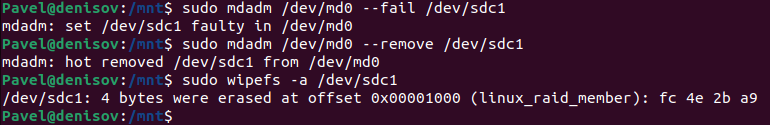 Pavel@denisov:/mnt$ sudo mdadm /dev/md0 --fail /dev/sdc1
mdadm: set /dev/sdc1 faulty in /dev/md0
Pavel@denisov:/mnt$ sudo mdadm /dev/md0 --remove /dev/sdc1
mdadm: hot removed /dev/sdc1 from /dev/md0
Pavel@denisov:/mnt$ sudo wipefs -a /dev/sdc1
/dev/sdc1: 4 bytes were erased at offset 0x00001000 (linux_raid_member): fc 4e 2b a9
Pavel@denisov:/mnt$